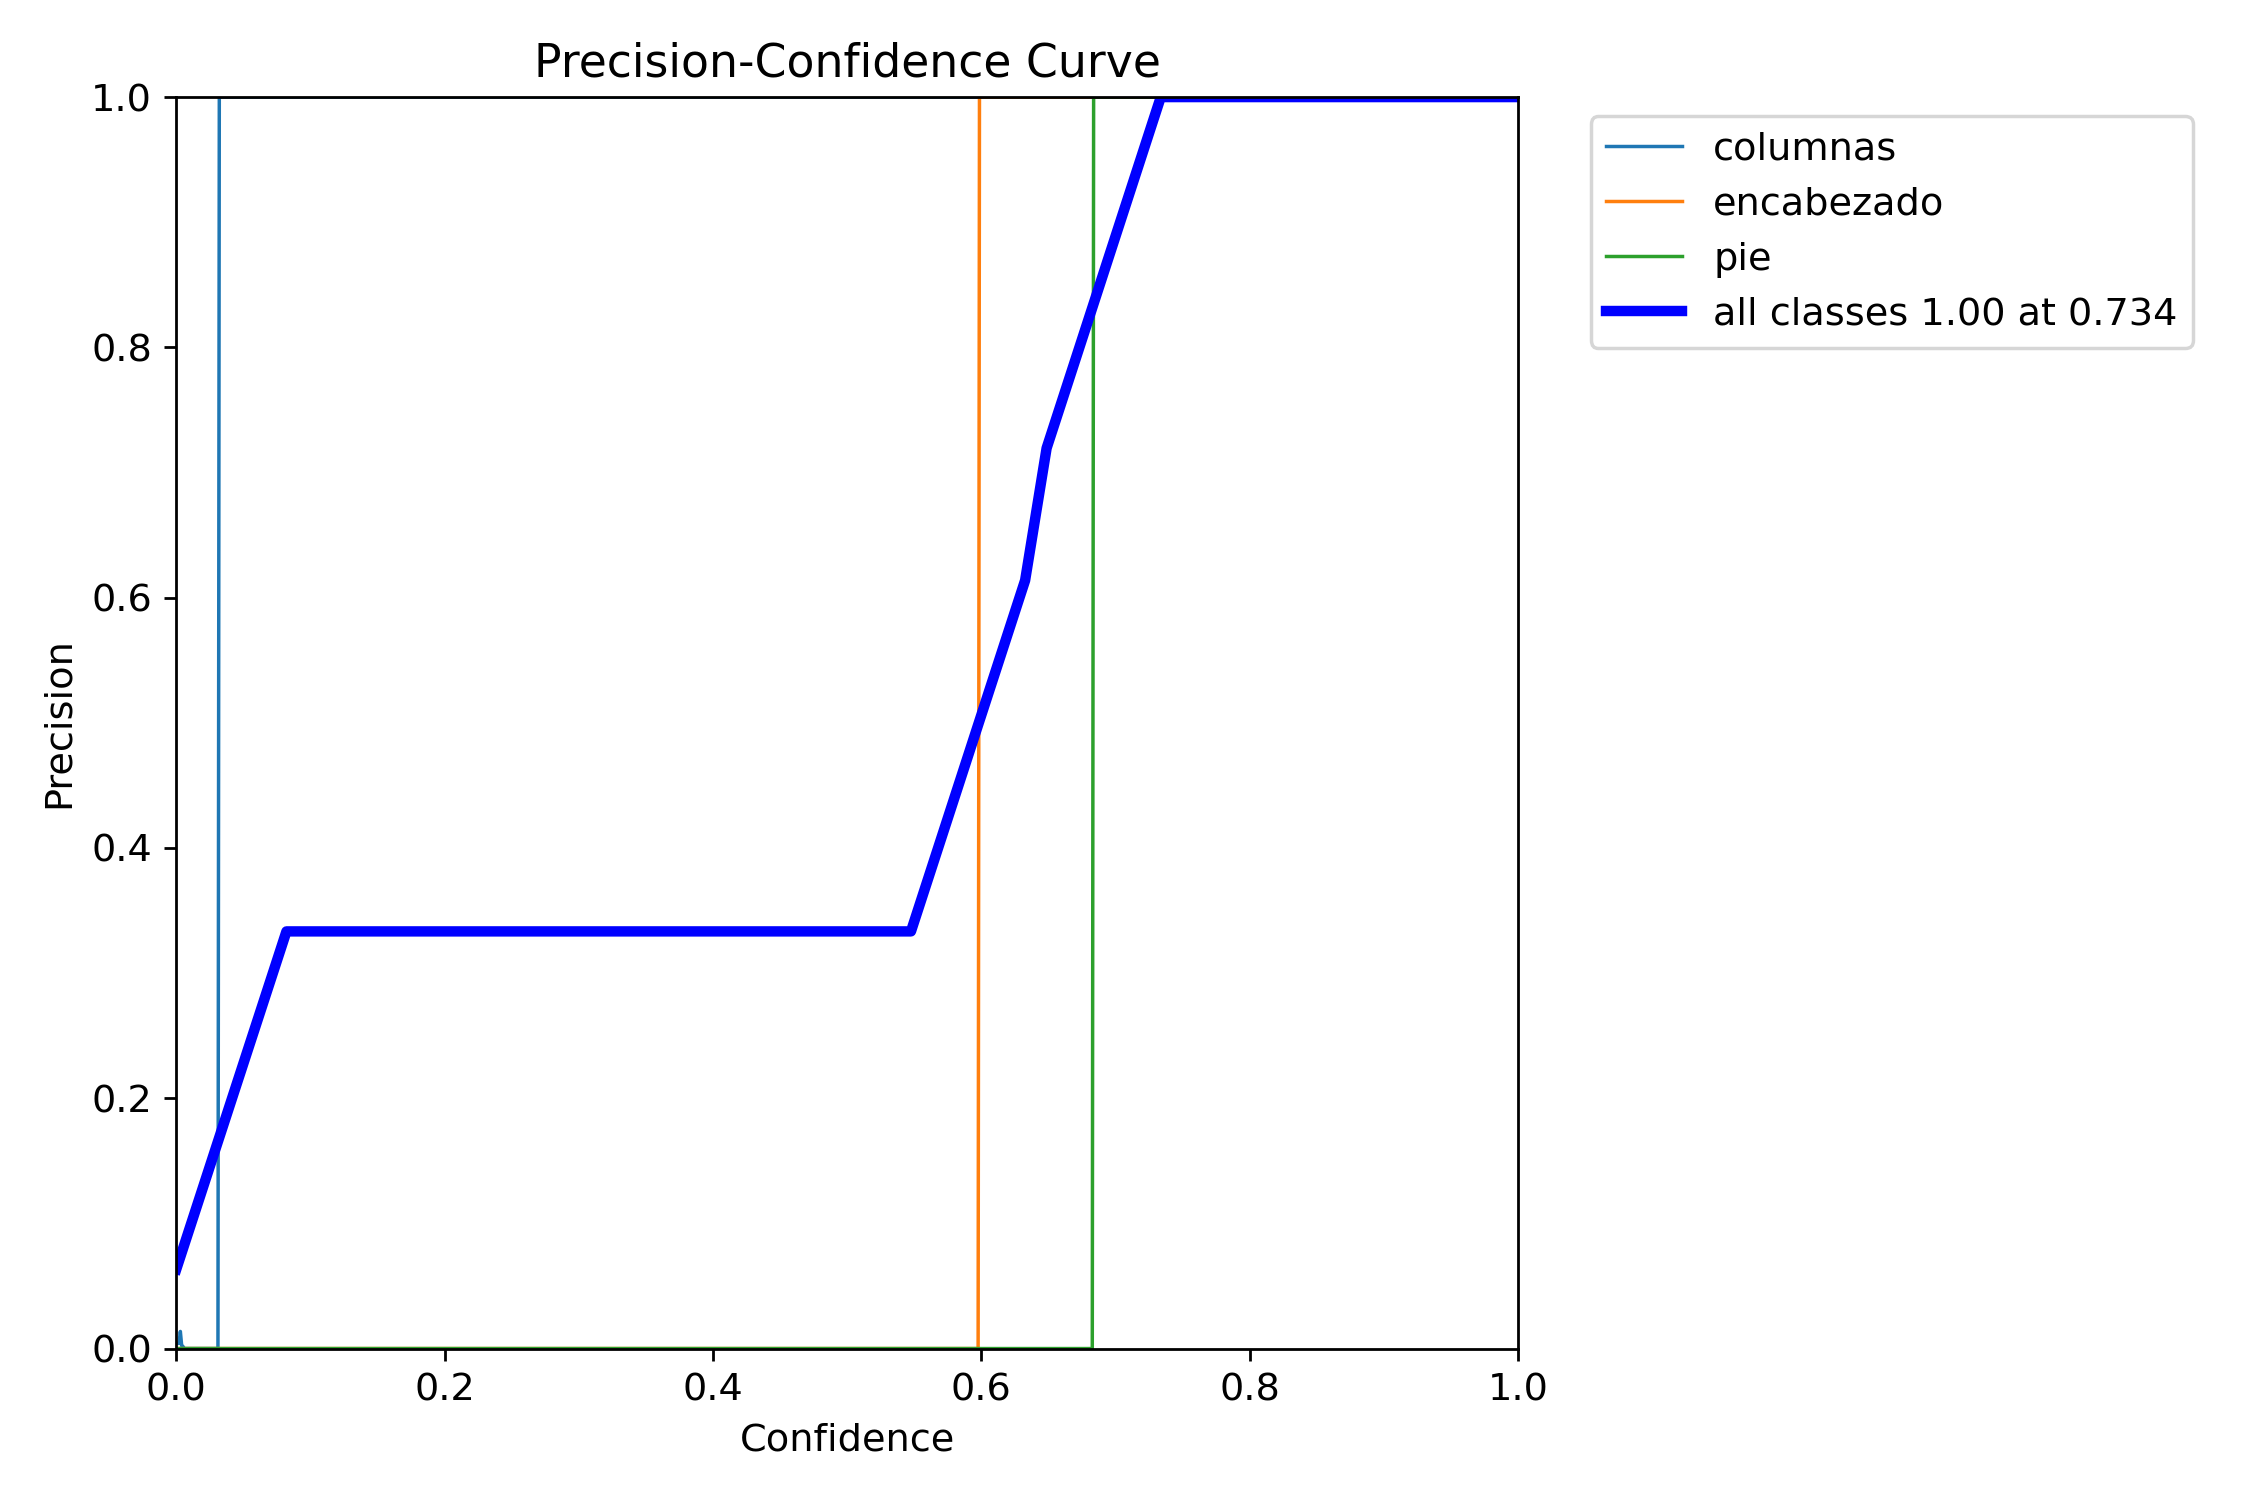 Precision-Confidence Curve
1.0
0.8
0.6
0.4
0.2
0.0
Precision
0.0 0.2 0.4 0.6 0.8 1.0
Confidence
columnas
encabezado
pie
all classes 1.00 at 0.734